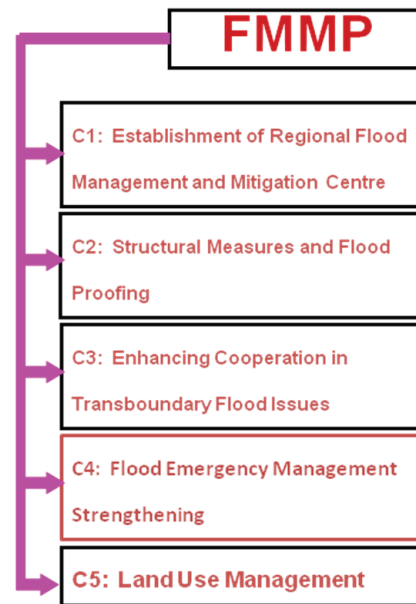 FMMP
C1: Establishment of Regional Flood
Management and Mitigation Centre
C2: Structural Measures and Flood
Proofing
C3: Enhancing Cooperation in
Transboundary Flood Issues
C4: Flood Emergency Management
Strengthening
C5: Land Use Management